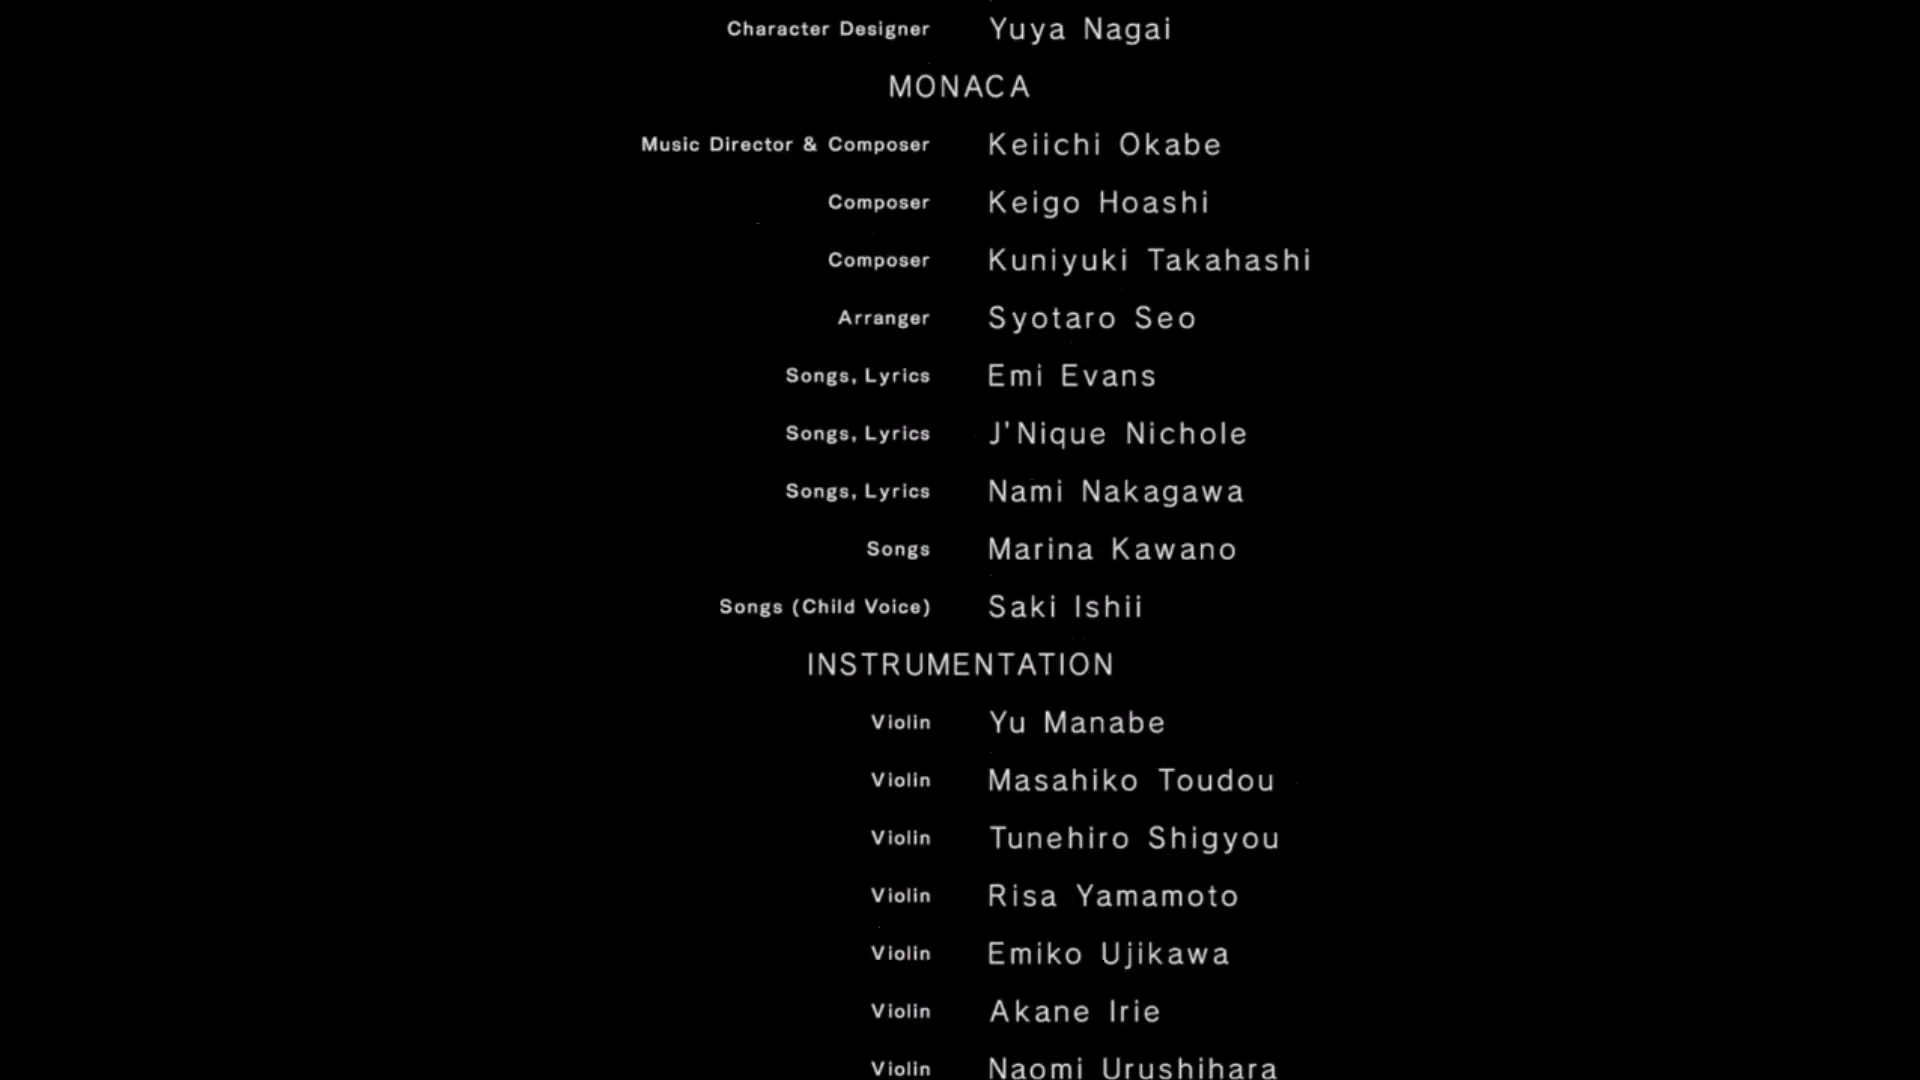 Character Designer Yuya Nagai
MONACA
Music Director & Composer Keiichi Okabe
Composer Keigo Hoashi
Composer Kuniyuki Takahashi
Arranger Syotaro Seo
Songs, Lyrics Emi Evans
Songs, Lyrics J'Nique Nichole
Songs, Lyrics Nami Nakagawa
Songs Marina Kawano
Songs (Child Voice) Saki Ishii
INSTRUMENTATION
Violin Yu Manabe
Violin Masahiko Toudou
Violin Tunehiro Shigyou
Violin Risa Yamamoto
Violin Emiko Ujikawa
Violin Akane Irie
Violin Naomi Urushihara